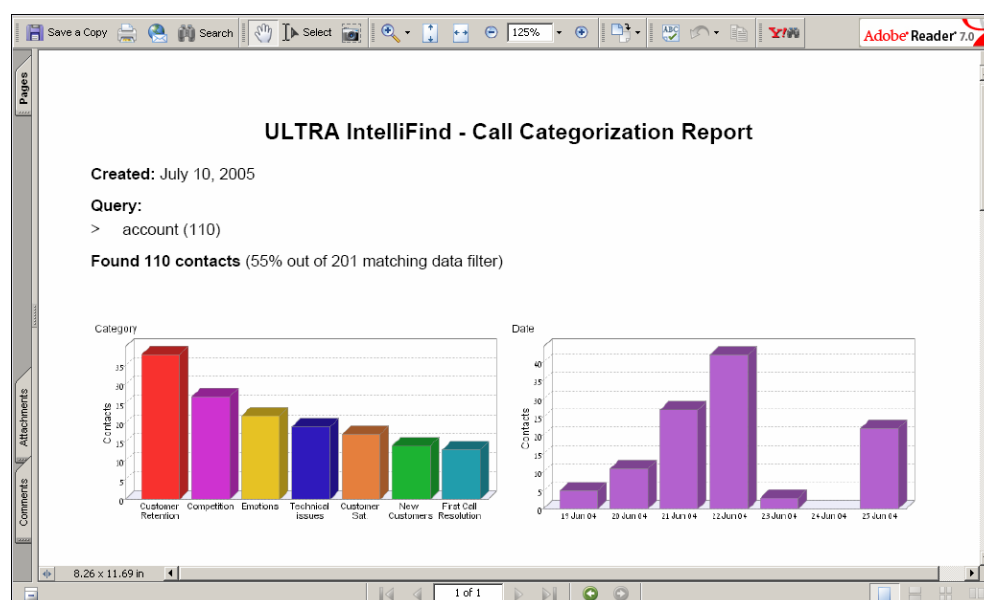 Save a Copy
Search
Select
125%
Y!
Adobe® Reader® 7.0
Pages
Attachments
Comments
ULTRA IntelliFind - Call Categorization Report
Created: July 10, 2005
Query:
> account (110)
Found 110 contacts (55% out of 201 matching data filter)
Category
Contacts
35
30
25
20
15
10
5
0
Customer Retention
Competition
Emotions
Technical issues
Customer Sat.
New Customers
First Call Resolution
Date
Contacts
40
35
30
25
20
15
10
5
0
19 Jun 04
20 Jun 04
21 Jun 04
22 Jun 04
23 Jun 04
24 Jun 04
25 Jun 04
8.26 x 11.69 in
1 of 1